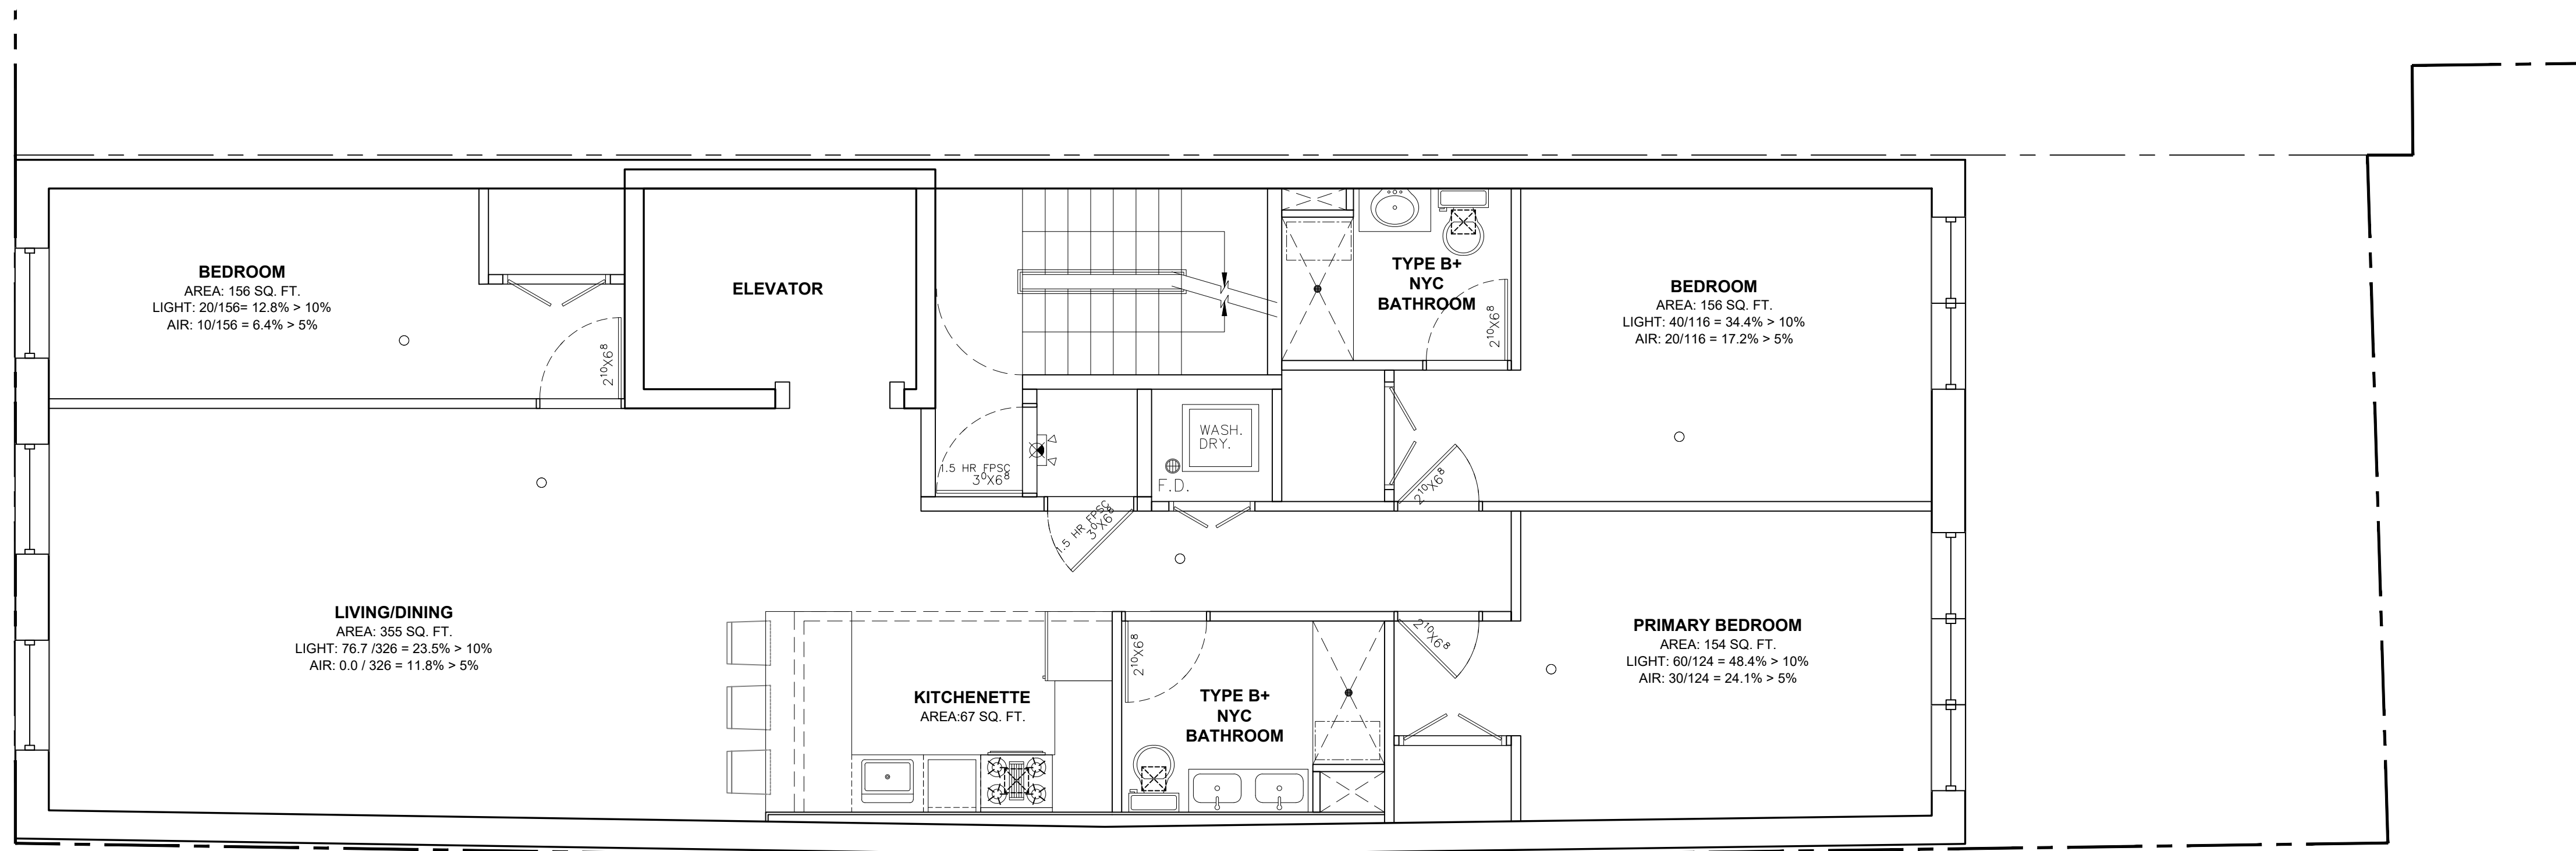 BEDROOM
AREA: 156 SQ. FT.
LIGHT: 20/156= 12.8% > 10%
AIR: 10/156 = 6.4% > 5%
2¹⁰X6⁸
ELEVATOR
TYPE B+
NYC
BATHROOM
2¹⁰X6⁸
BEDROOM
AREA: 156 SQ. FT.
LIGHT: 40/116 = 34.4% > 10%
AIR: 20/116 = 17.2% > 5%
WASH.
DRY.
F.D.
1.5 HR FPSC
3⁰X6⁸
1.5 HR FPSC
3⁰X6⁸
2¹⁰X6⁸
LIVING/DINING
AREA: 355 SQ. FT.
LIGHT: 76.7 /326 = 23.5% > 10%
AIR: 0.0 / 326 = 11.8% > 5%
KITCHENETTE
AREA:67 SQ. FT.
2¹⁰X6⁸
TYPE B+
NYC
BATHROOM
2¹⁰X6⁸
PRIMARY BEDROOM
AREA: 154 SQ. FT.
LIGHT: 60/124 = 48.4% > 10%
AIR: 30/124 = 24.1% > 5%